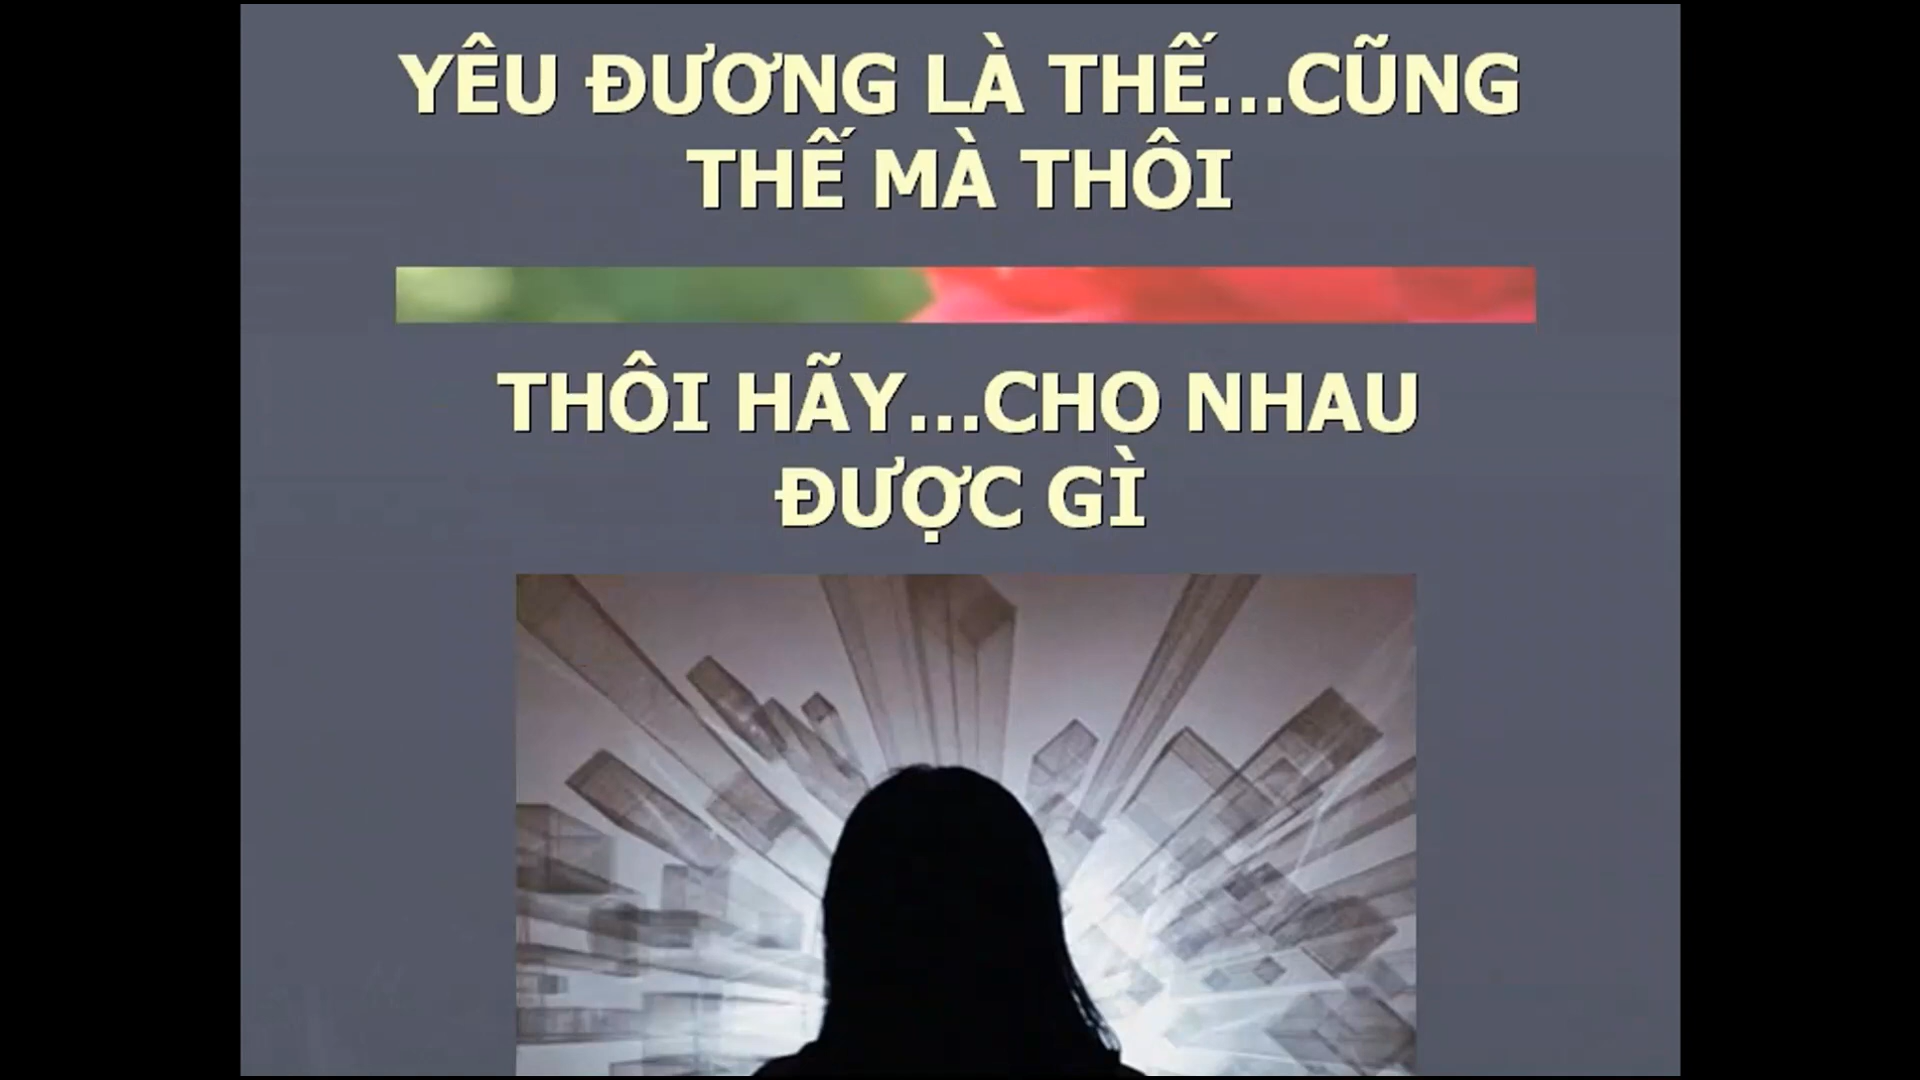 YÊU ĐƯƠNG LÀ THẾ...CŨNG
THẾ MÀ THÔI
THÔI HÃY...CHO NHAU
ĐƯỢC GÌ